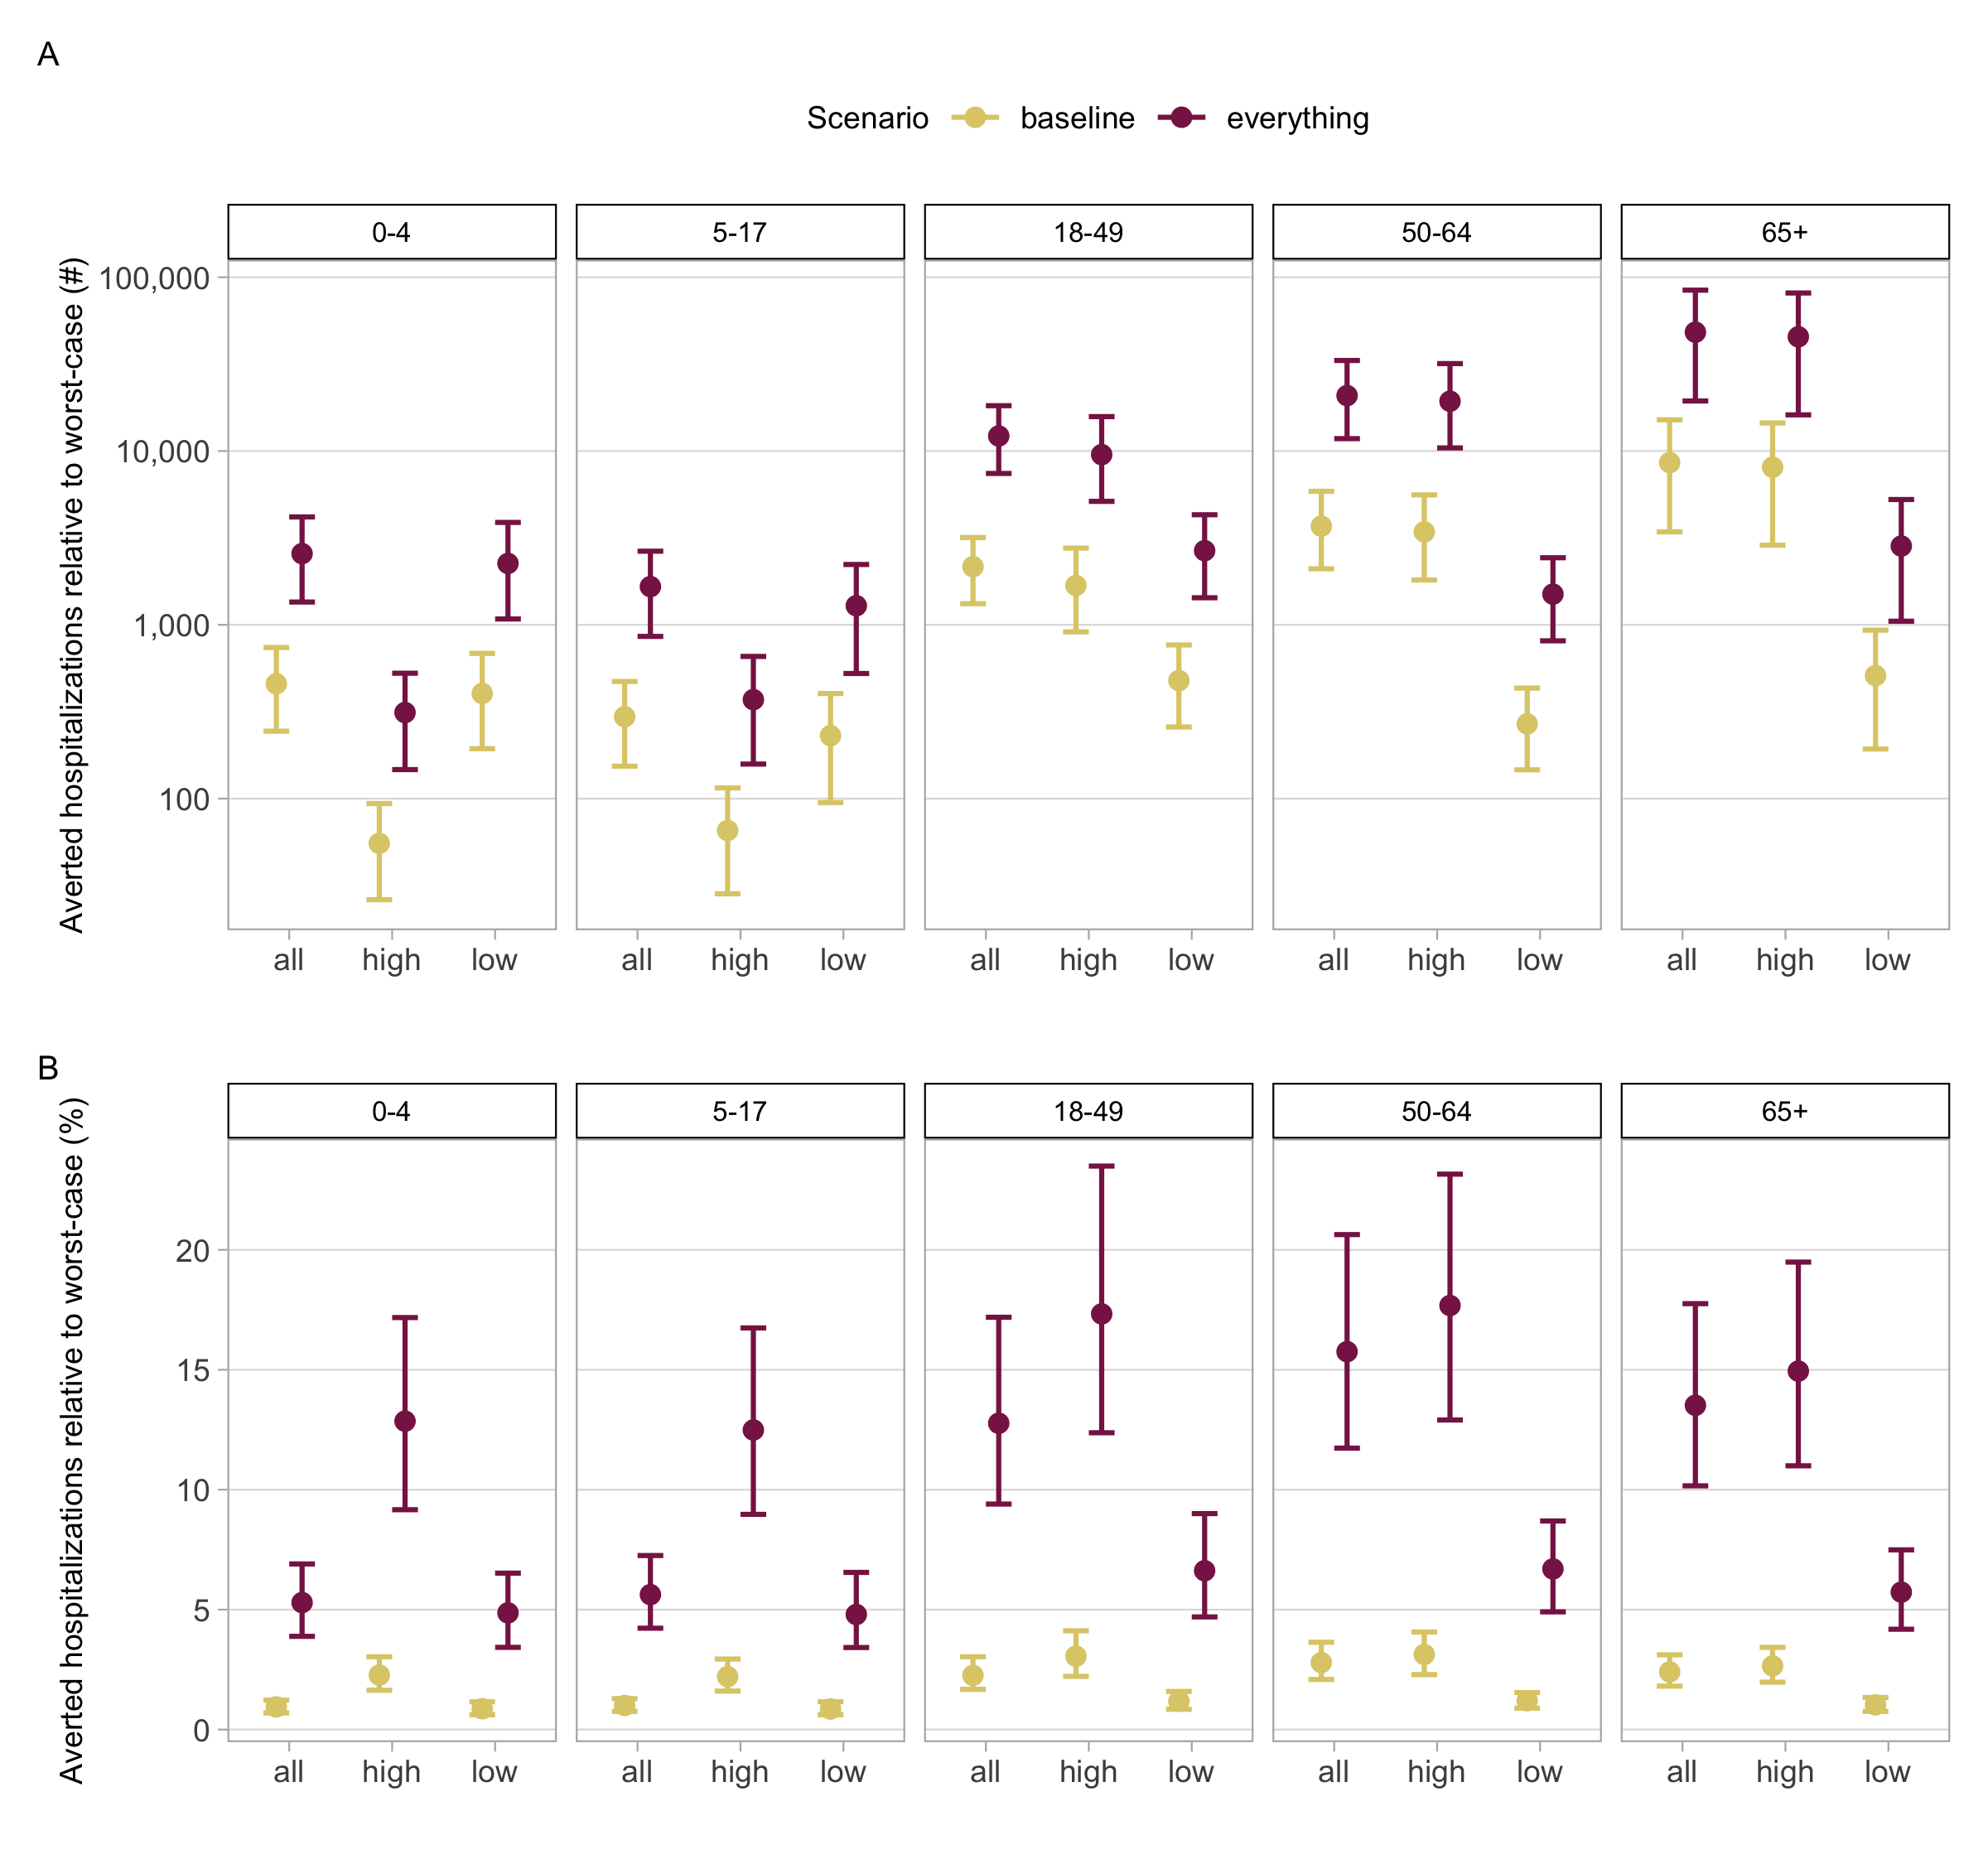 A
Scenario baseline everything
0-4 5-17 18-49 50-64 65+
Averted hospitalizations relative to worst-case (#)
100,000
10,000
1,000
100
all high low all high low all high low all high low all high low
B
0-4 5-17 18-49 50-64 65+
Averted hospitalizations relative to worst-case (%)
20
15
10
5
0
all high low all high low all high low all high low all high low